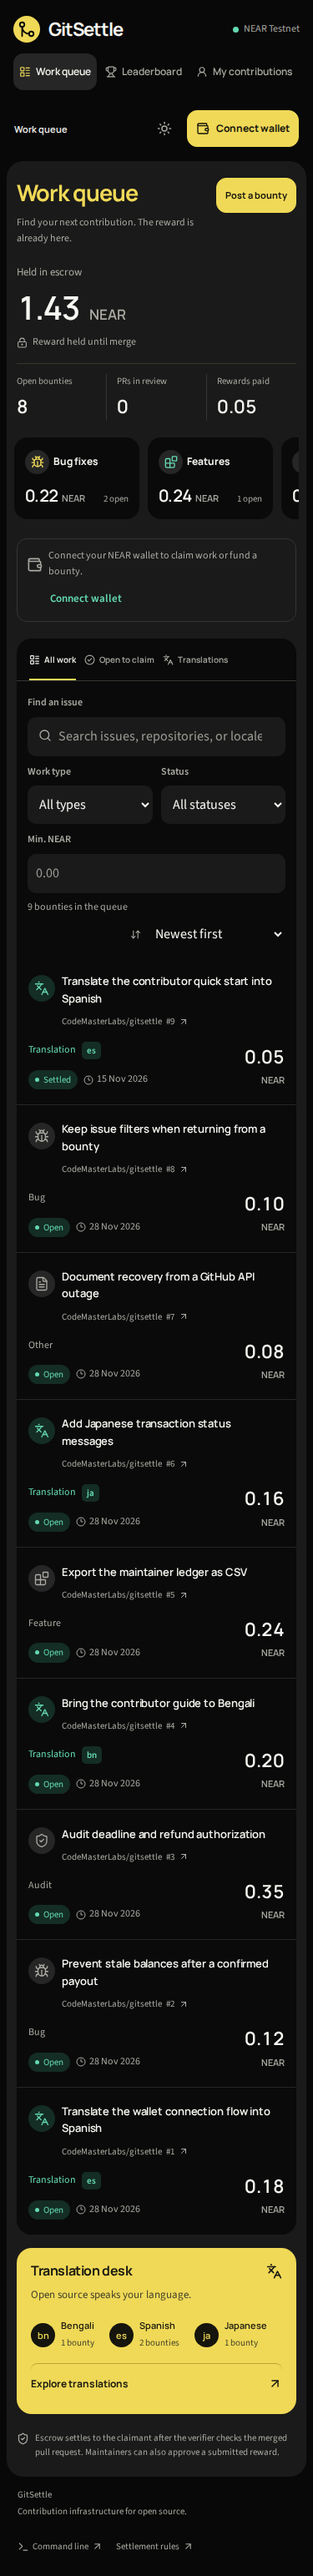 GitSettle
NEAR Testnet
Work queue
Leaderboard
My contributions
Work queue
Connect wallet
Work queue
Post a bounty
Find your next contribution. The reward is
already here.
Held in escrow
1.43 NEAR
Reward held until merge
Open bounties
PRs in review
Rewards paid
8
0
0.05
Bug fixes
Features
0.22 NEAR 2 open
0.24 NEAR 1 open
Connect your NEAR wallet to claim work or fund a
bounty.
Connect wallet
All work
Open to claim
Translations
Find an issue
Search issues, repositories, or locale
Work type
Status
All types
All statuses
Min. NEAR
0.00
9 bounties in the queue
Newest first
Translate the contributor quick start into
Spanish
CodeMasterLabs/gitsettle #9
Translation es
0.05
NEAR
Settled 15 Nov 2026
Keep issue filters when returning from a
bounty
CodeMasterLabs/gitsettle #8
Bug
0.10
NEAR
Open 28 Nov 2026
Document recovery from a GitHub API
outage
CodeMasterLabs/gitsettle #7
Other
0.08
NEAR
Open 28 Nov 2026
Add Japanese transaction status
messages
CodeMasterLabs/gitsettle #6
Translation ja
0.16
NEAR
Open 28 Nov 2026
Export the maintainer ledger as CSV
CodeMasterLabs/gitsettle #5
Feature
0.24
NEAR
Open 28 Nov 2026
Bring the contributor guide to Bengali
CodeMasterLabs/gitsettle #4
Translation bn
0.20
NEAR
Open 28 Nov 2026
Audit deadline and refund authorization
CodeMasterLabs/gitsettle #3
Audit
0.35
NEAR
Open 28 Nov 2026
Prevent stale balances after a confirmed
payout
CodeMasterLabs/gitsettle #2
Bug
0.12
NEAR
Open 28 Nov 2026
Translate the wallet connection flow into
Spanish
CodeMasterLabs/gitsettle #1
Translation es
0.18
NEAR
Open 28 Nov 2026
Translation desk
Open source speaks your language.
bn Bengali 1 bounty
es Spanish 2 bounties
ja Japanese 1 bounty
Explore translations
Escrow settles to the claimant after the verifier checks the merged
pull request. Maintainers can also approve a submitted reward.
GitSettle
Contribution infrastructure for open source.
Command line
Settlement rules